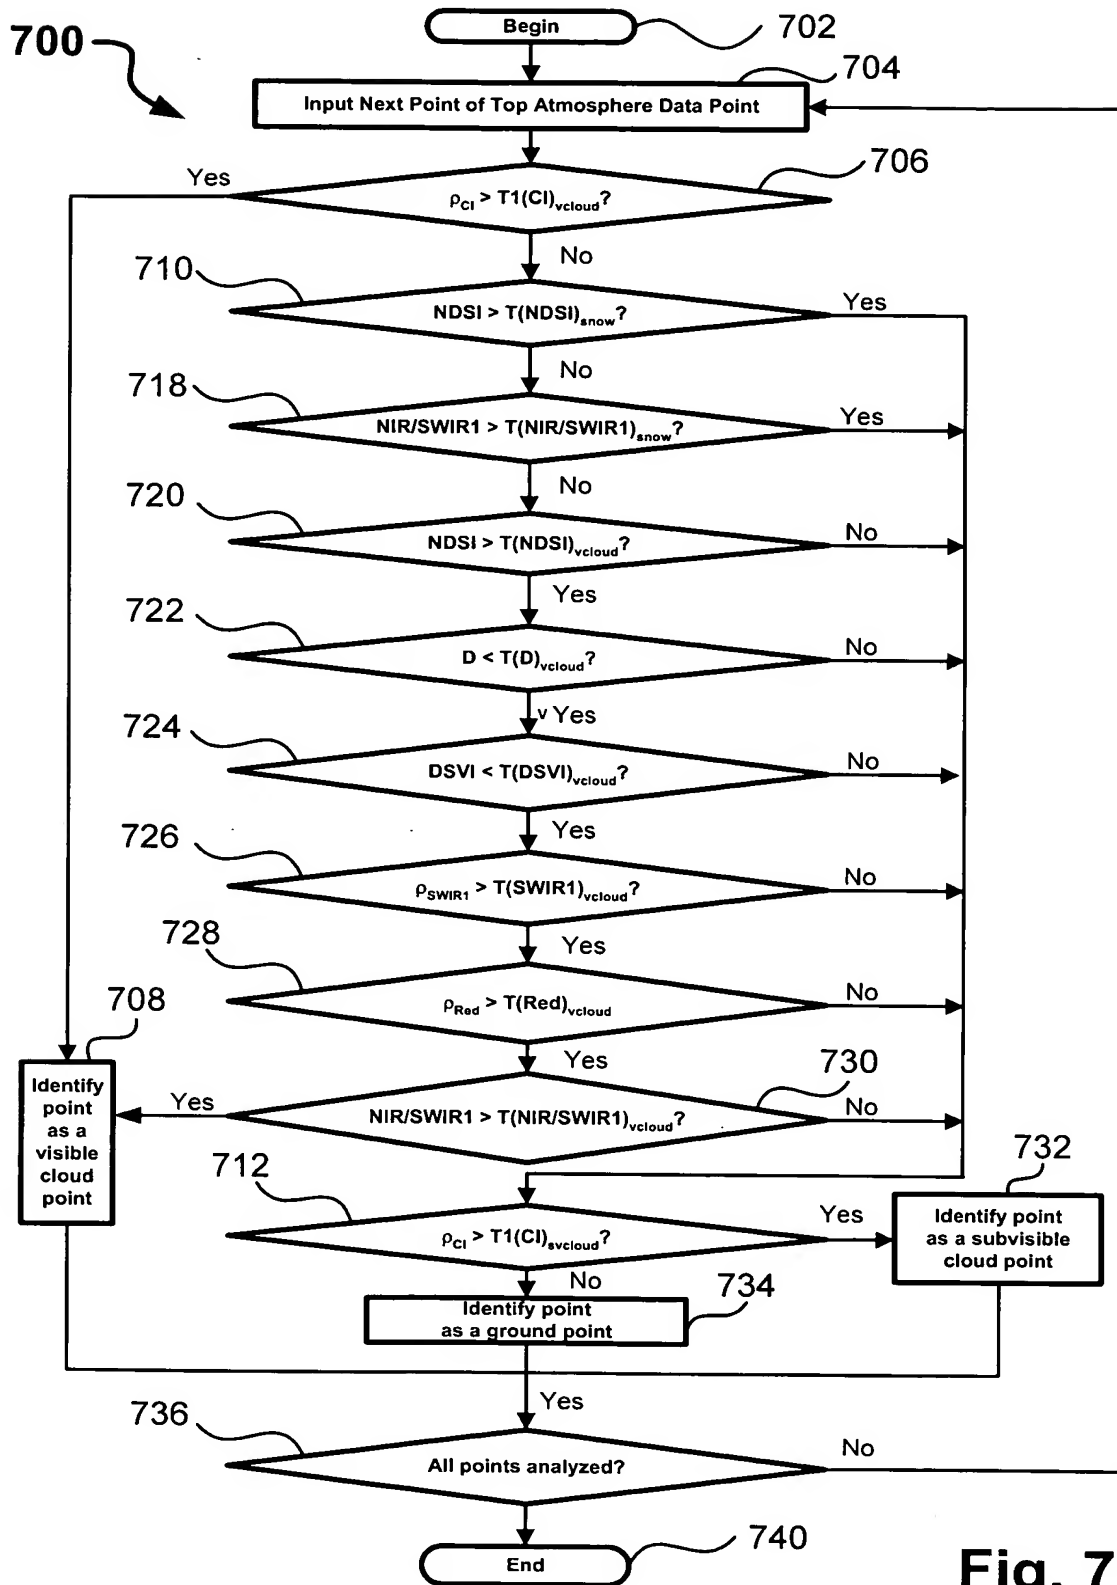 700
Begin
702
704
Input Next Point of Top Atmosphere Data Point
706
Yes
ρCI > T1(CI)vcloud?
No
710
NDSI > T(NDSI)snow?
Yes
No
718
NIR/SWIR1 > T(NIR/SWIR1)snow?
Yes
No
720
NDSI > T(NDSI)vcloud?
No
Yes
722
D < T(D)vcloud?
No
v Yes
724
DSVI < T(DSVI)vcloud?
No
Yes
726
ρSWIR1 > T(SWIR1)vcloud?
No
Yes
728
ρRed > T(Red)vcloud
No
Yes
708
Identify
point
as a
visible
cloud
point
730
Yes
NIR/SWIR1 > T(NIR/SWIR1)vcloud?
No
712
ρCI > T1(CI)svcloud?
Yes
732
Identify point
as a subvisible
cloud point
No
734
Identify point
as a ground point
Yes
736
All points analyzed?
No
740
End
Fig. 7